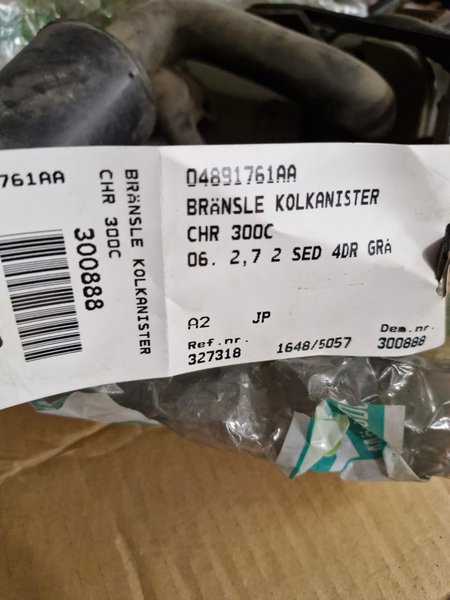 761AA
BRÄNSLE KOLKANISTER
CHR 300C
300888
04891761AA
BRÄNSLE KOLKANISTER
CHR 300C
06. 2,7 2 SED 4DR GRÅ
A2 JP
Ref.nr. 1648/5057 Dem.nr.
327318 300888